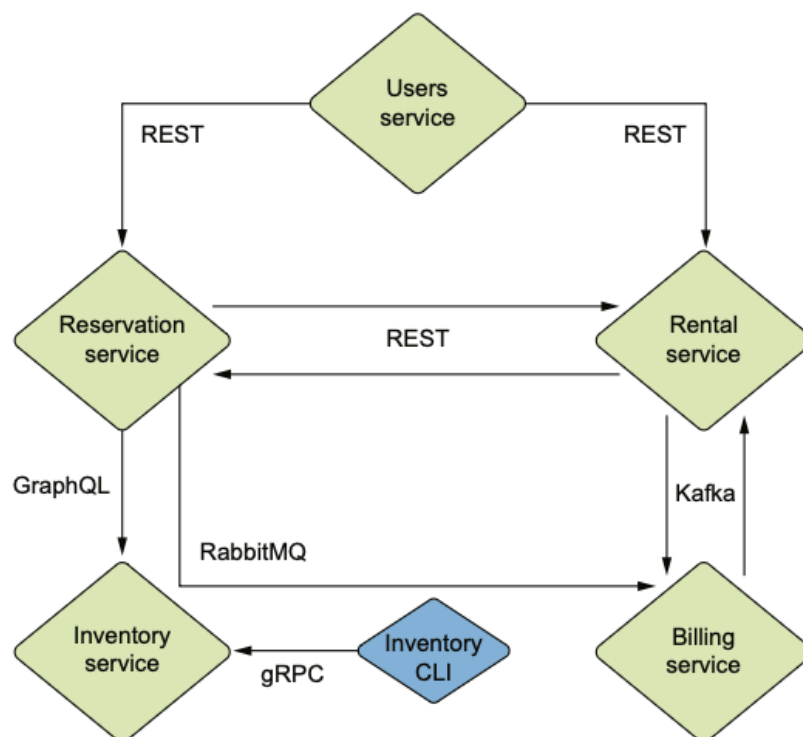 Users
service
REST
REST
Reservation
service
REST
Rental
service
GraphQL
Kafka
RabbitMQ
Inventory
service
gRPC
Inventory
CLI
Billing
service